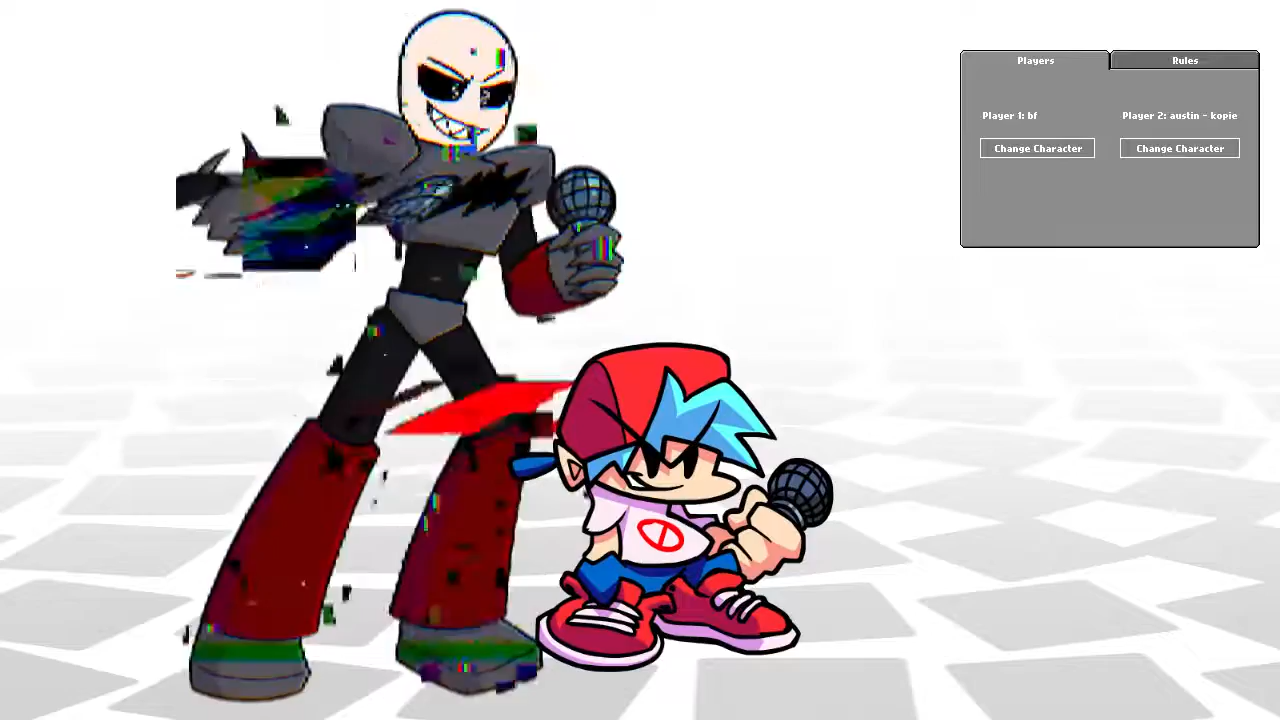 Players
Rules
Player 1: bf
Player 2: austin - kopie
Change Character
Change Character